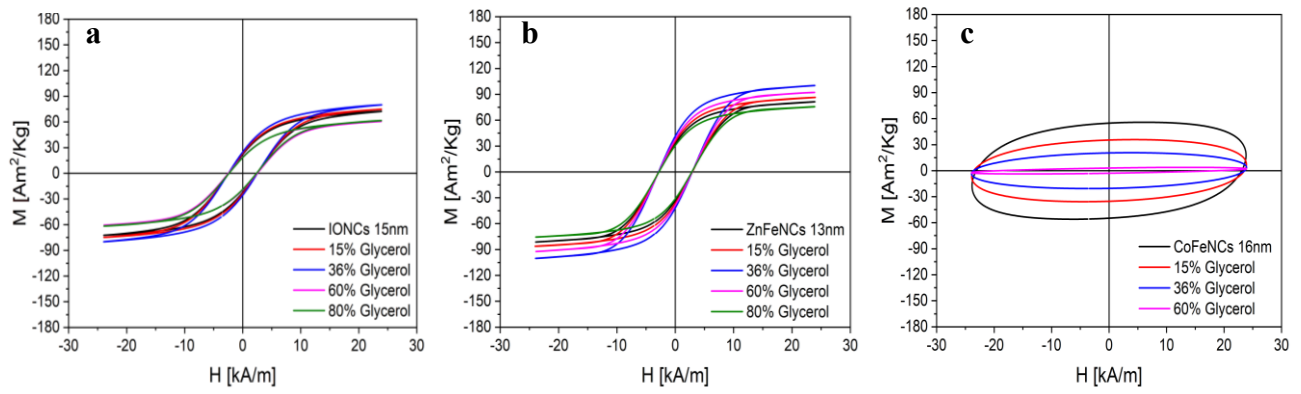 a
M [Am²/Kg]
180
150
120
90
60
30
0
-30
-60
-90
-120
-150
-180
IONCs 15nm
15% Glycerol
36% Glycerol
60% Glycerol
80% Glycerol
-30 -20 -10 0 10 20 30
H [kA/m]
b
M [Am²/Kg]
180
150
120
90
60
30
0
-30
-60
-90
-120
-150
-180
ZnFeNCs 13nm
15% Glycerol
36% Glycerol
60% Glycerol
80% Glycerol
-30 -20 -10 0 10 20 30
H [kA/m]
c
M [Am²/Kg]
180
150
120
90
60
30
0
-30
-60
-90
-120
-150
-180
CoFeNCs 16nm
15% Glycerol
36% Glycerol
60% Glycerol
-30 -20 -10 0 10 20 30
H [kA/m]